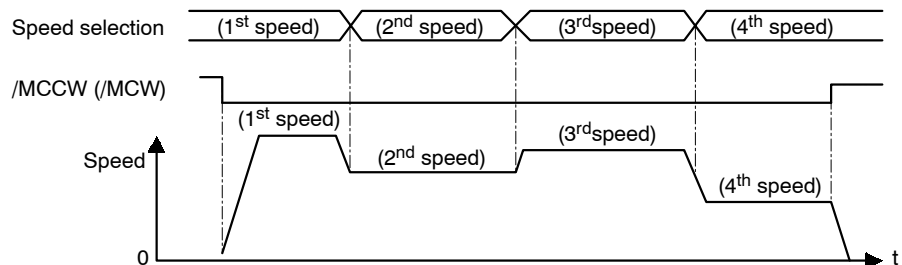 Speed selection (1st speed) (2nd speed) (3rdspeed) (4th speed)
/MCCW (/MCW)
(1st speed) (2nd speed) (3rdspeed) (4th speed)
Speed
0
t